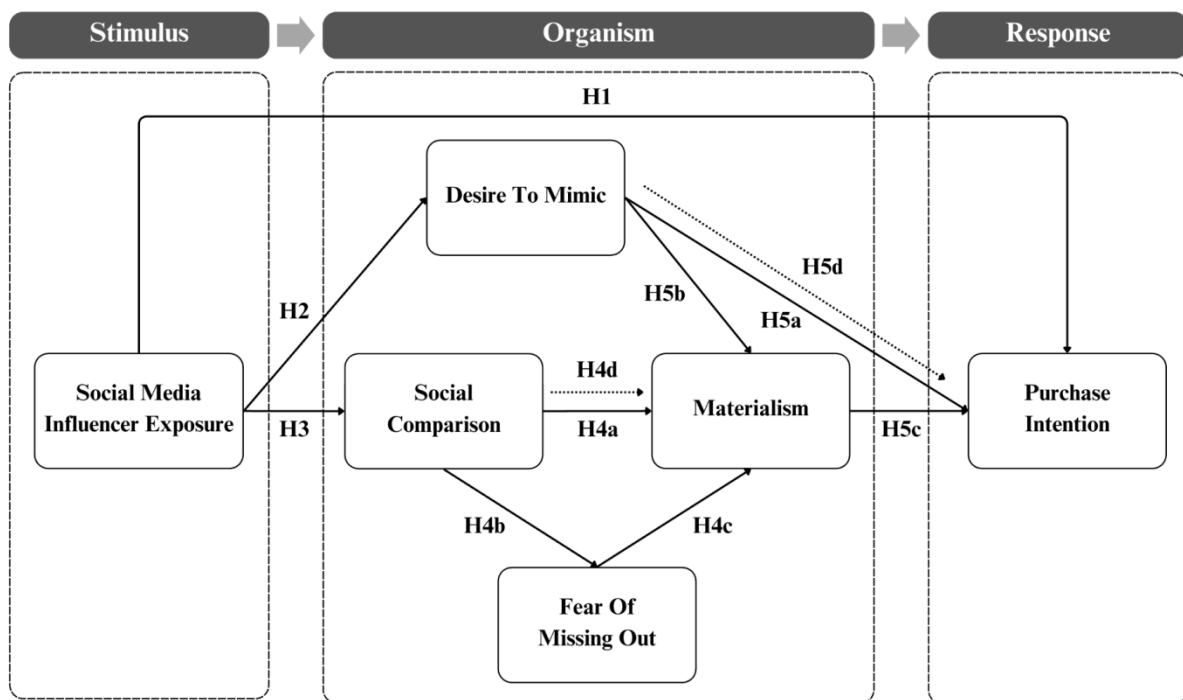 Stimulus
Organism
Response
H1
Desire To Mimic
H5d
H5b
H5a
H2
Social Media
Influencer Exposure
H3
Social
Comparison
H4d
H4a
Materialism
H5c
Purchase
Intention
H4b
H4c
Fear Of
Missing Out